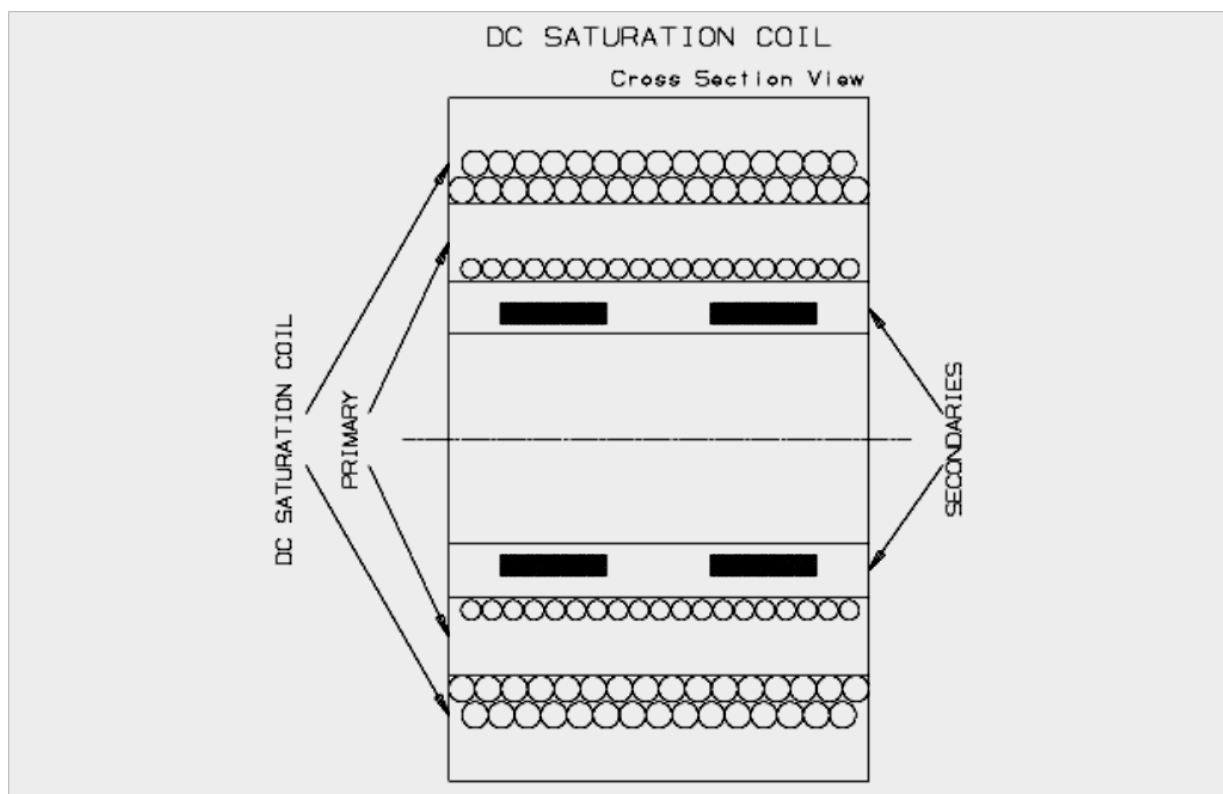 DC SATURATION COIL
Cross Section View
DC SATURATION COIL
PRIMARY
SECONDARIES